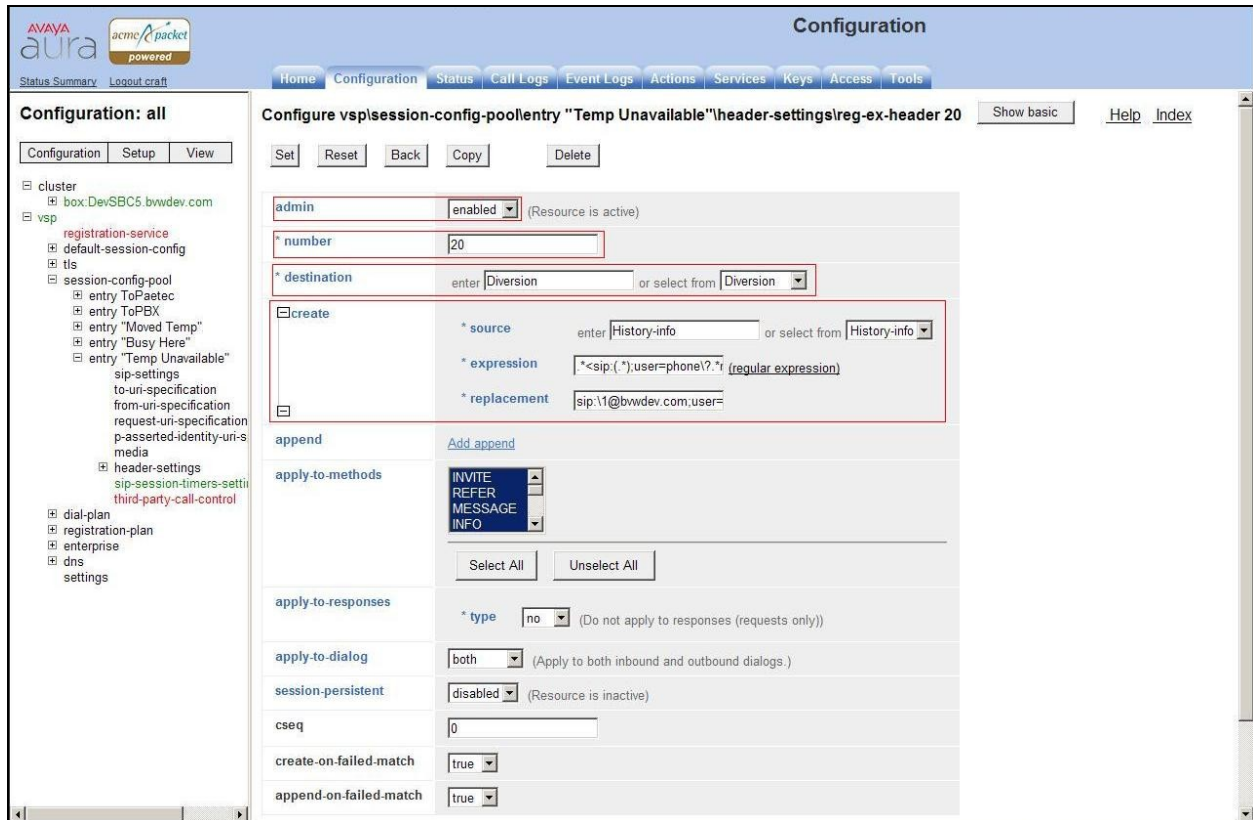 AVAYA
aura
acme packet
powered
Configuration
Status Summary Logout craft
Home Configuration Status Call Logs Event Logs Actions Services Keys Access Tools
Configuration: all
Configuration Setup View
cluster
box:DevSBC5.bvwdev.com
vsp
registration-service
default-session-config
tls
session-config-pool
entry ToPaetec
entry ToPBX
entry "Moved Temp"
entry "Busy Here"
entry "Temp Unavailable"
sip-settings
to-uri-specification
from-uri-specification
request-uri-specification
p-asserted-identity-uri-s
media
header-settings
sip-session-timers-setti
third-party-call-control
dial-plan
registration-plan
enterprise
dns
settings
Configure vsp\session-config-pool\entry "Temp Unavailable"\header-settings\reg-ex-header 20
Show basic
Help Index
Set Reset Back Copy Delete
admin enabled (Resource is active)
* number 20
* destination enter Diversion or select from Diversion
create
* source enter History-info or select from History-info
* expression .*<sip:(.*);user=phone\?.*r (regular expression)
* replacement sip:\1@bvwdev.com;user=
append Add append
apply-to-methods
INVITE
REFER
MESSAGE
INFO
Select All Unselect All
apply-to-responses * type no (Do not apply to responses (requests only))
apply-to-dialog both (Apply to both inbound and outbound dialogs.)
session-persistent disabled (Resource is inactive)
cseq 0
create-on-failed-match true
append-on-failed-match true